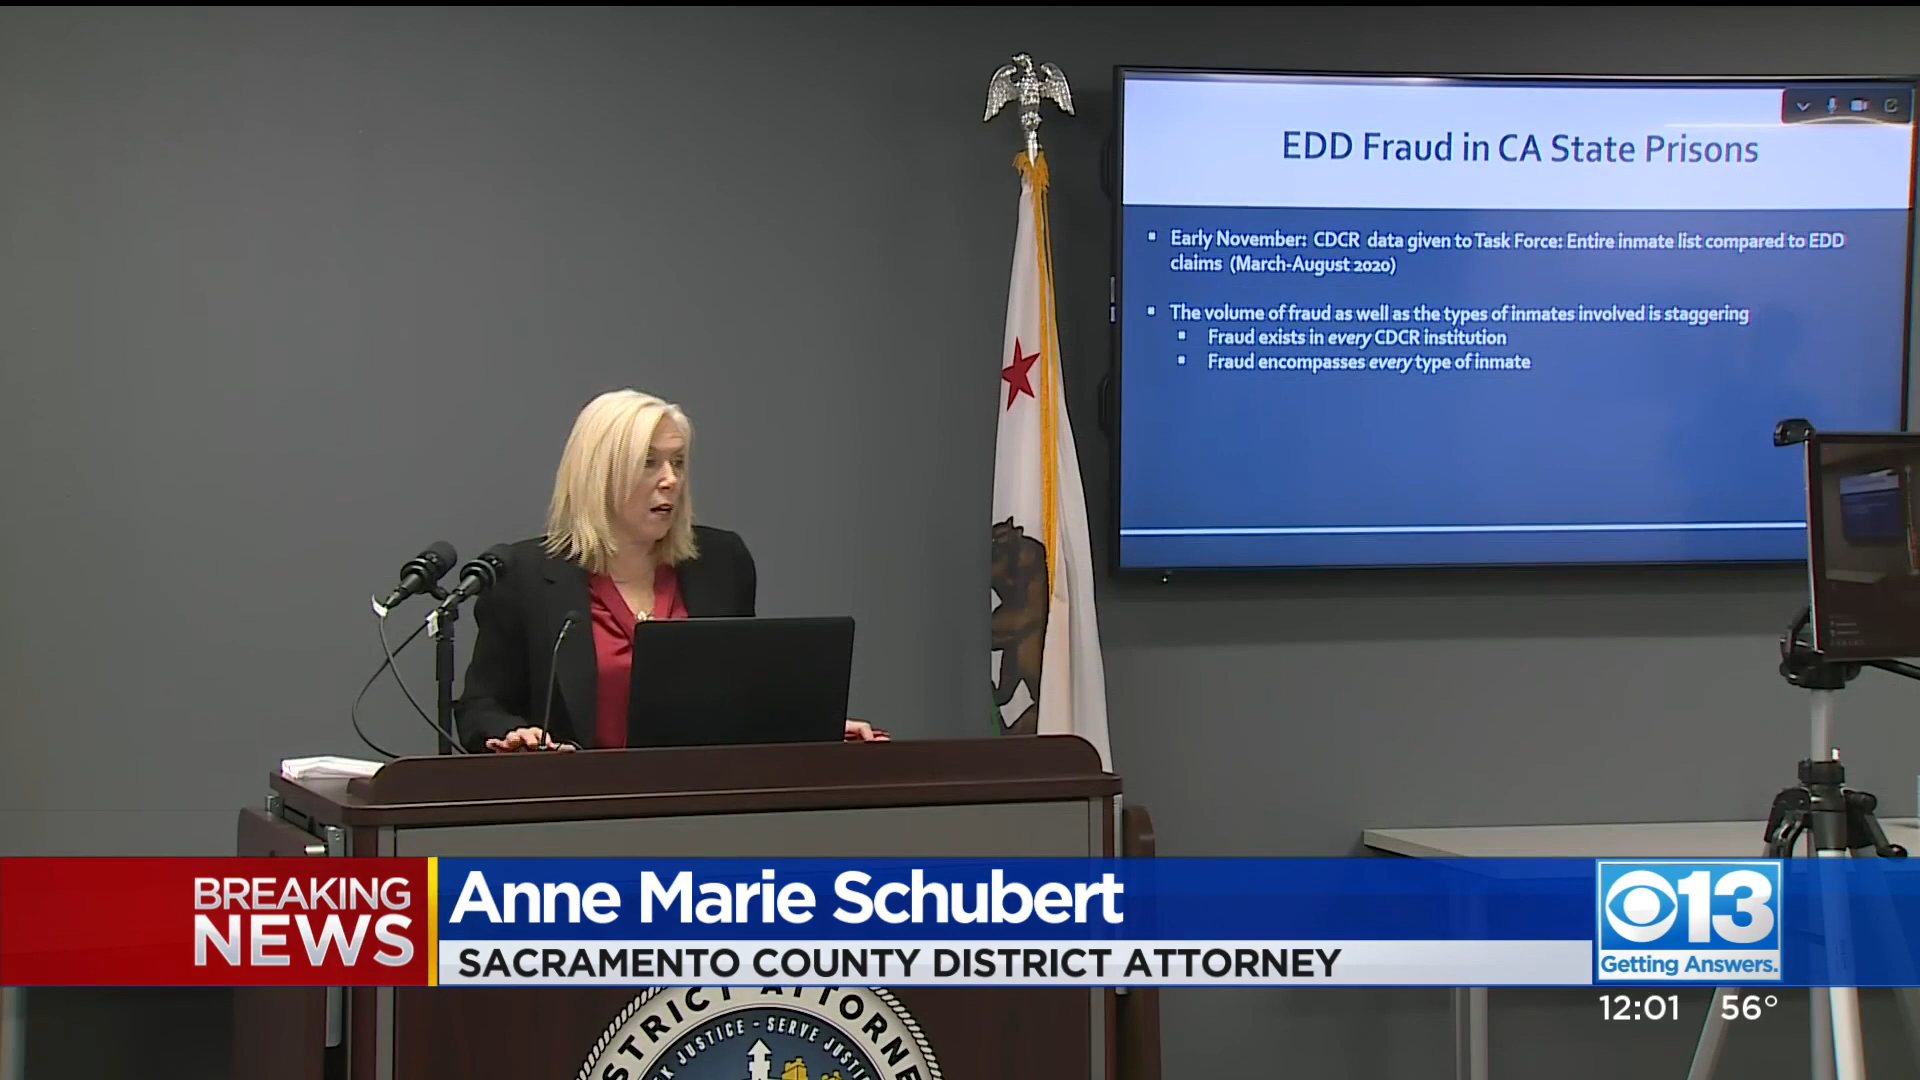 EDD Fraud in CA State Prisons
Early November: CDCR data given to Task Force: Entire inmate list compared to EDD
claims (March-August 2020)
The volume of fraud as well as the types of inmates involved is staggering
Fraud exists in every CDCR institution
Fraud encompasses every type of inmate
BREAKING
NEWS
Anne Marie Schubert
SACRAMENTO COUNTY DISTRICT ATTORNEY
13
Getting Answers.
12:01 56°
DISTRICT ATTORNEY
JUSTICE - SERVE JUSTICE